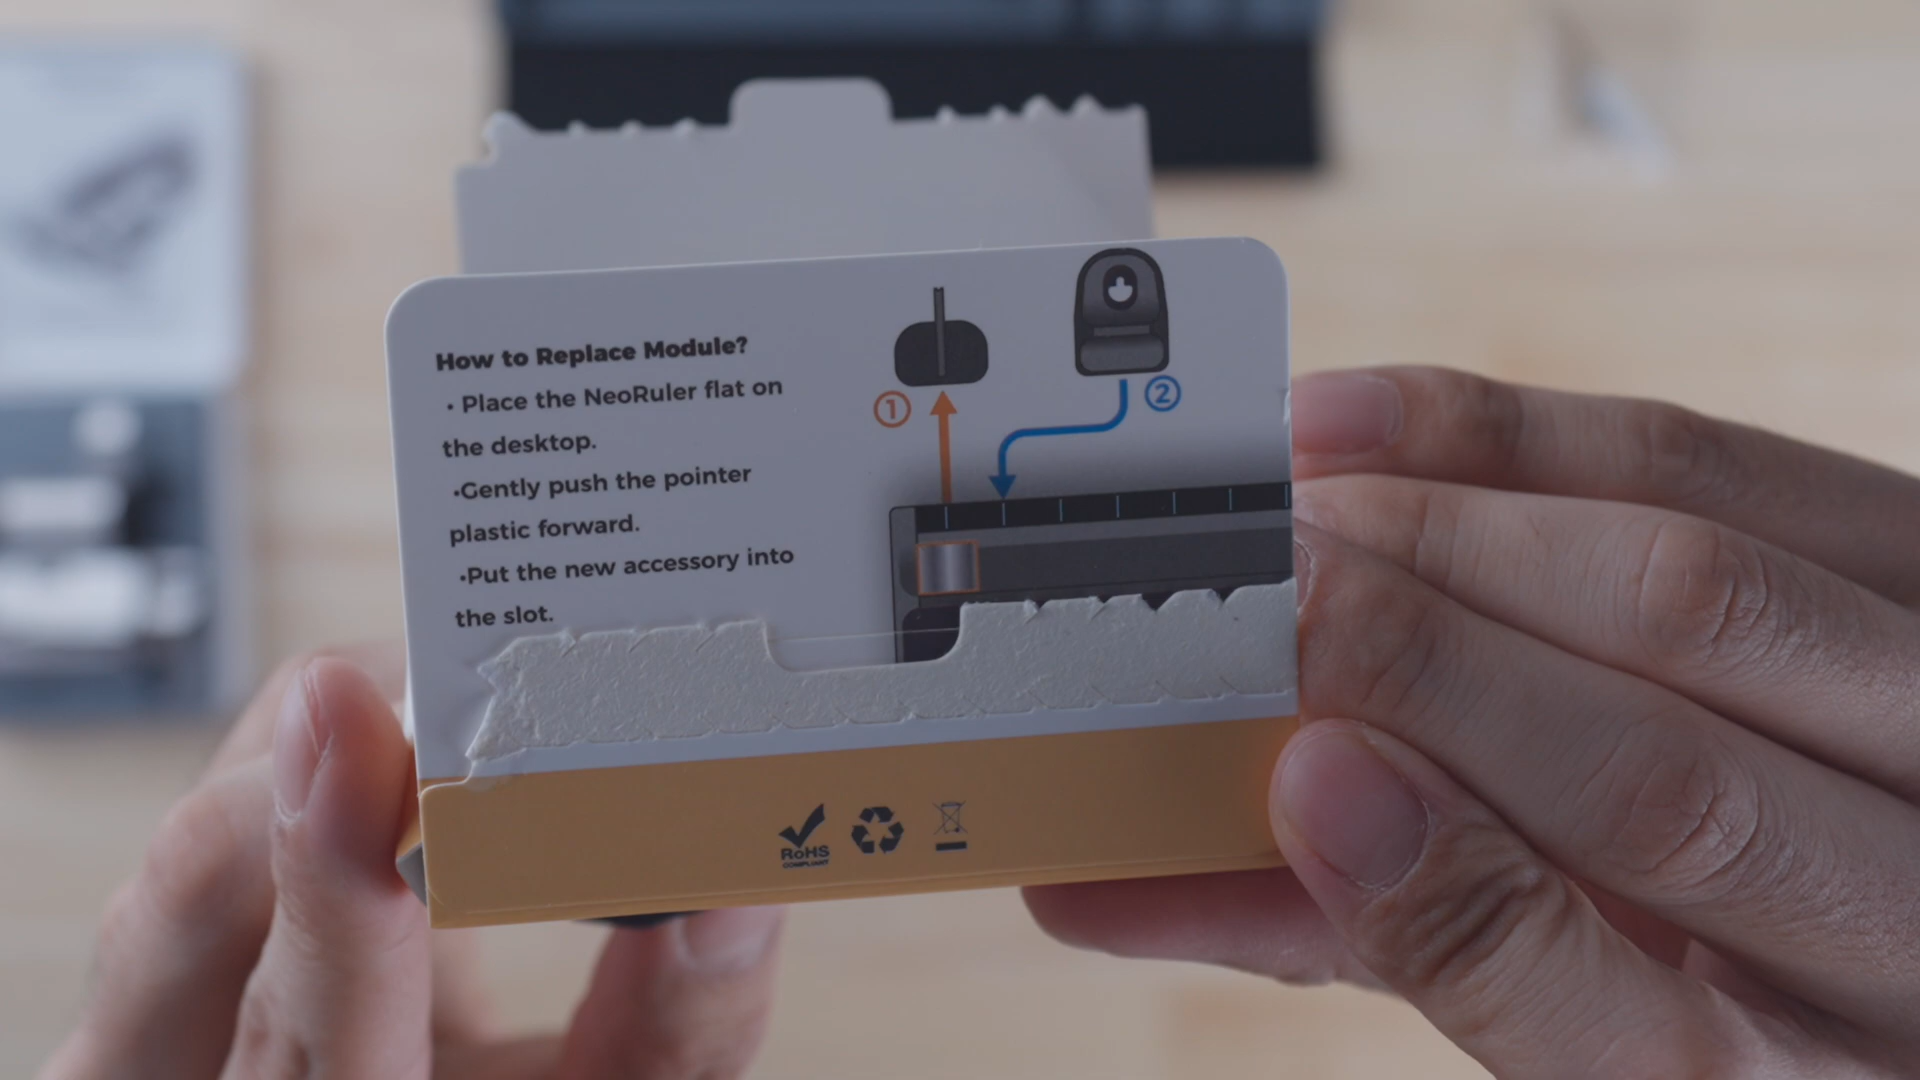 How to Replace Module?
• Place the NeoRuler flat on
the desktop.
•Gently push the pointer
plastic forward.
•Put the new accessory into
the slot.
1
2
RoHS
COMPLIANT